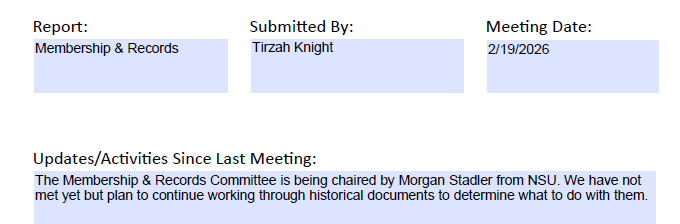 Report: Submitted By: Meeting Date:
Membership & Records Tirzah Knight 2/19/2026
Updates/Activities Since Last Meeting:
The Membership & Records Committee is being chaired by Morgan Stadler from NSU. We have not
met yet but plan to continue working through historical documents to determine what to do with them.